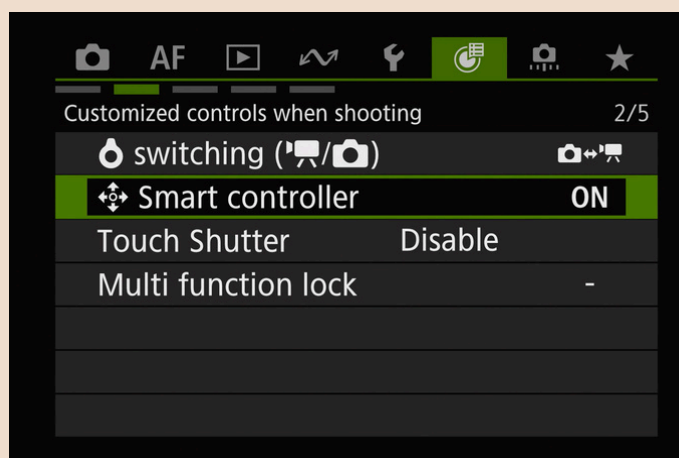 AF
Customized controls when shooting 2/5
switching ( / )
Smart controller ON
Touch Shutter Disable
Multi function lock -